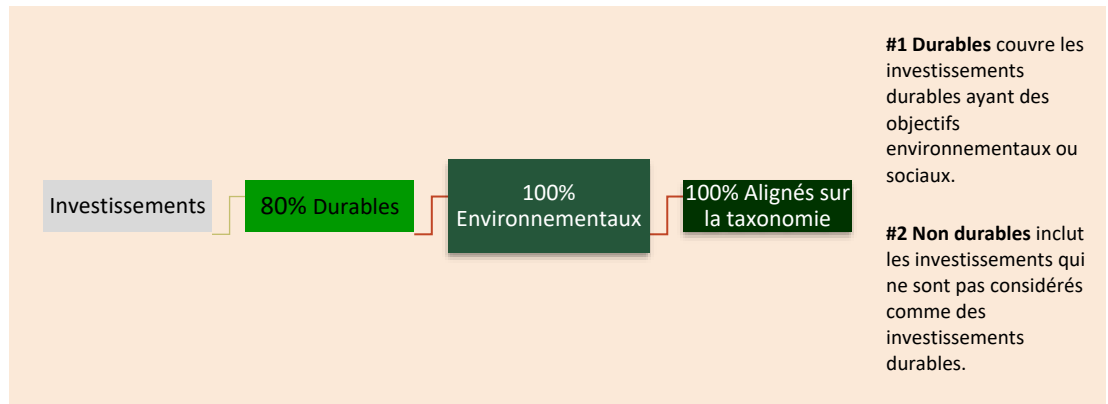 Investissements
80% Durables
100%
Environnementaux
100% Alignés sur
la taxonomie
#1 Durables couvre les
investissements
durables ayant des
objectifs
environnementaux ou
sociaux.
#2 Non durables inclut
les investissements qui
ne sont pas considérés
comme des
investissements
durables.